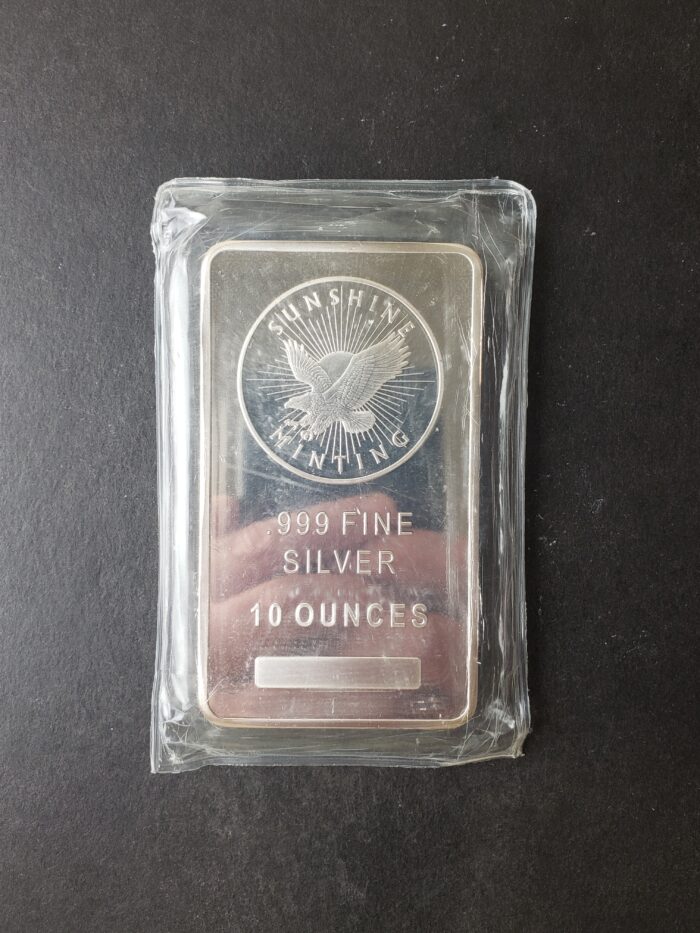 SUNSHINE
MINTING
.999 FINE
SILVER
10 OUNCES